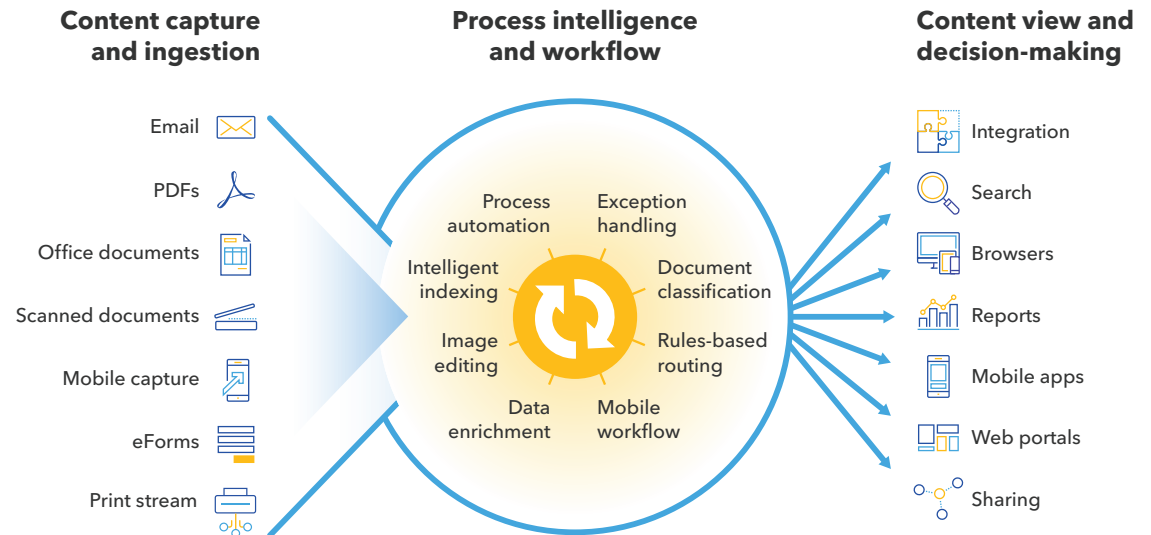 Content capture
and ingestion
Email
PDFs
Office documents
Scanned documents
Mobile capture
eForms
Print stream
Process intelligence
and workflow
Process
automation
Exception
handling
Intelligent
indexing
Document
classification
Image
editing
Rules-based
routing
Data
enrichment
Mobile
workflow
Content view and
decision-making
Integration
Search
Browsers
Reports
Mobile apps
Web portals
Sharing